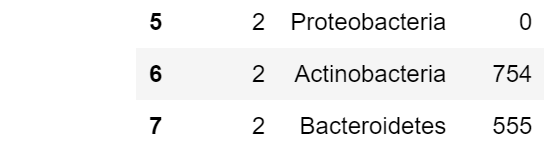 5 2 Proteobacteria 0
6 2 Actinobacteria 754
7 2 Bacteroidetes 555